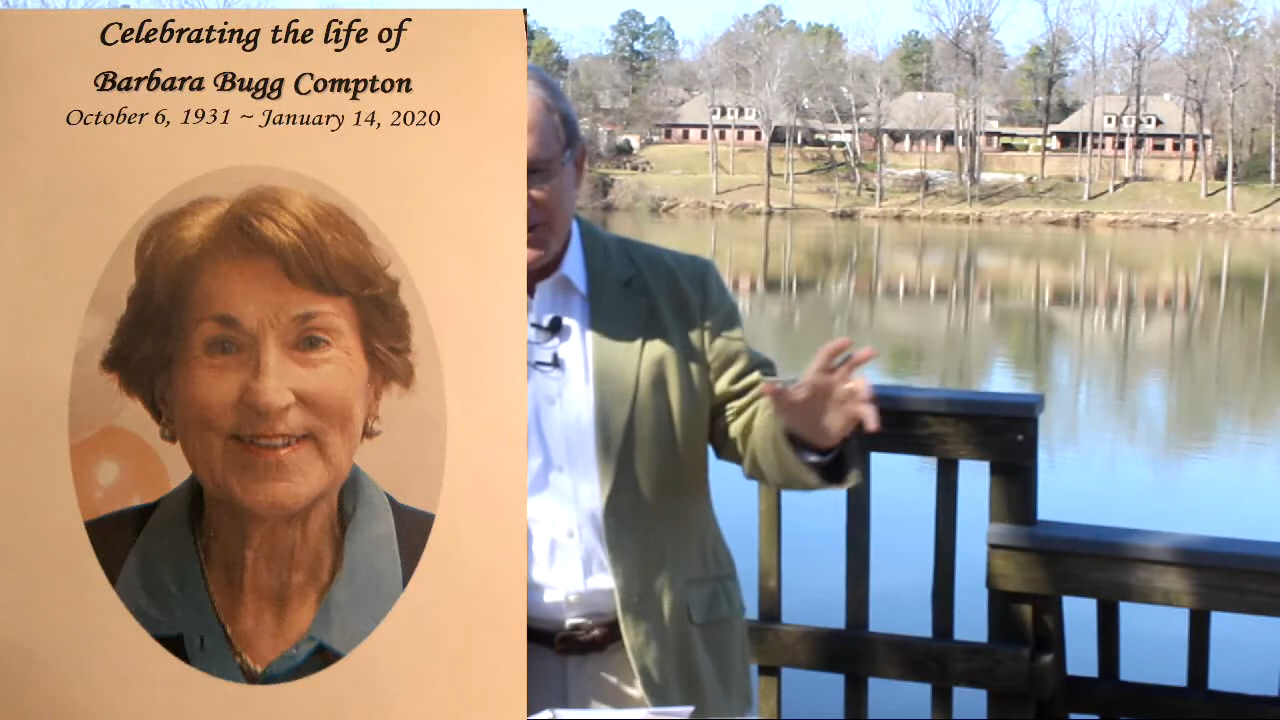 Celebrating the life of
Barbara Bugg Compton
October 6, 1931 ~ January 14, 2020